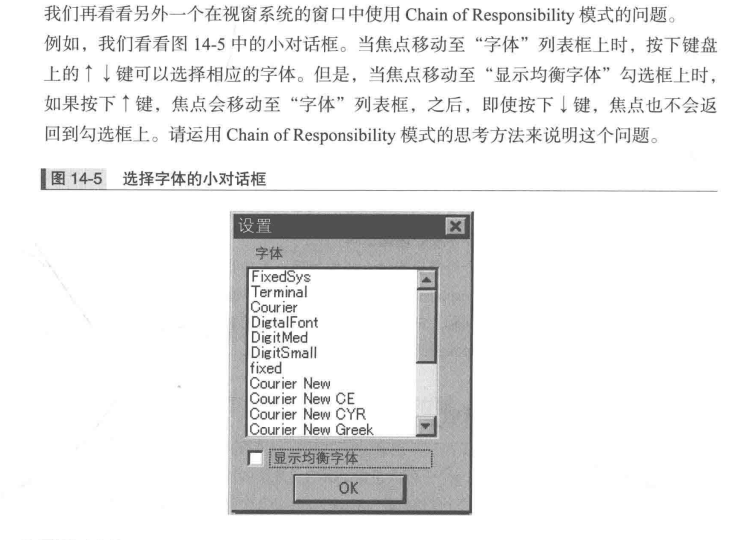 我们再看看另外一个在视窗系统的窗口中使用 Chain of Responsibility 模式的问题。
例如，我们看看图 14-5 中的小对话框。当焦点移动至“字体”列表框上时，按下键盘
上的↑ ↓键可以选择相应的字体。但是，当焦点移动至“显示均衡字体”勾选框上时，
如果按下↑键，焦点会移动至“字体”列表框，之后，即使按下↓键，焦点也不会返
回到勾选框上。请运用 Chain of Responsibility 模式的思考方法来说明这个问题。
图 14-5 选择字体的小对话框
设置
字体
FixedSys
Terminal
Courier
DigtalFont
DigitMed
DigitSmall
fixed
Courier New
Courier New CE
Courier New CYR
Courier New Greek
显示均衡字体
OK